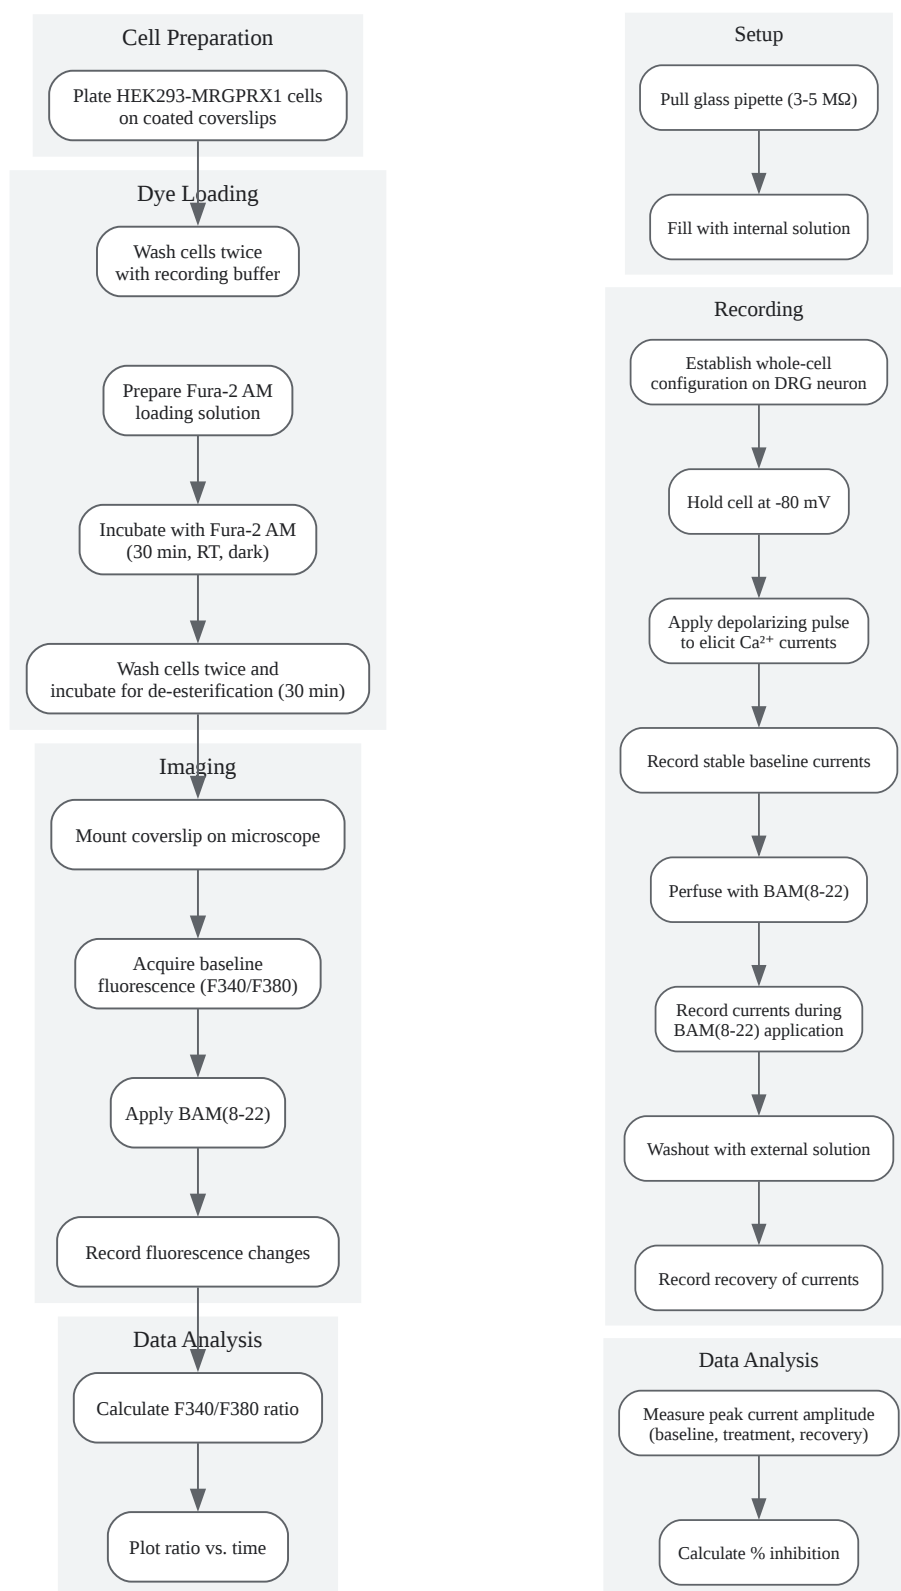 Cell Preparation
Plate HEK293-MRGPRX1 cells
on coated coverslips
Dye Loading
Wash cells twice
with recording buffer
Prepare Fura-2 AM
loading solution
Incubate with Fura-2 AM
(30 min, RT, dark)
Wash cells twice and
incubate for de-esterification (30 min)
Imaging
Mount coverslip on microscope
Acquire baseline
fluorescence (F340/F380)
Apply BAM(8-22)
Record fluorescence changes
Data Analysis
Calculate F340/F380 ratio
Plot ratio vs. time
Setup
Pull glass pipette (3-5 MΩ)
Fill with internal solution
Recording
Establish whole-cell
configuration on DRG neuron
Hold cell at -80 mV
Apply depolarizing pulse
to elicit Ca²⁺ currents
Record stable baseline currents
Perfuse with BAM(8-22)
Record currents during
BAM(8-22) application
Washout with external solution
Record recovery of currents
Data Analysis
Measure peak current amplitude
(baseline, treatment, recovery)
Calculate % inhibition